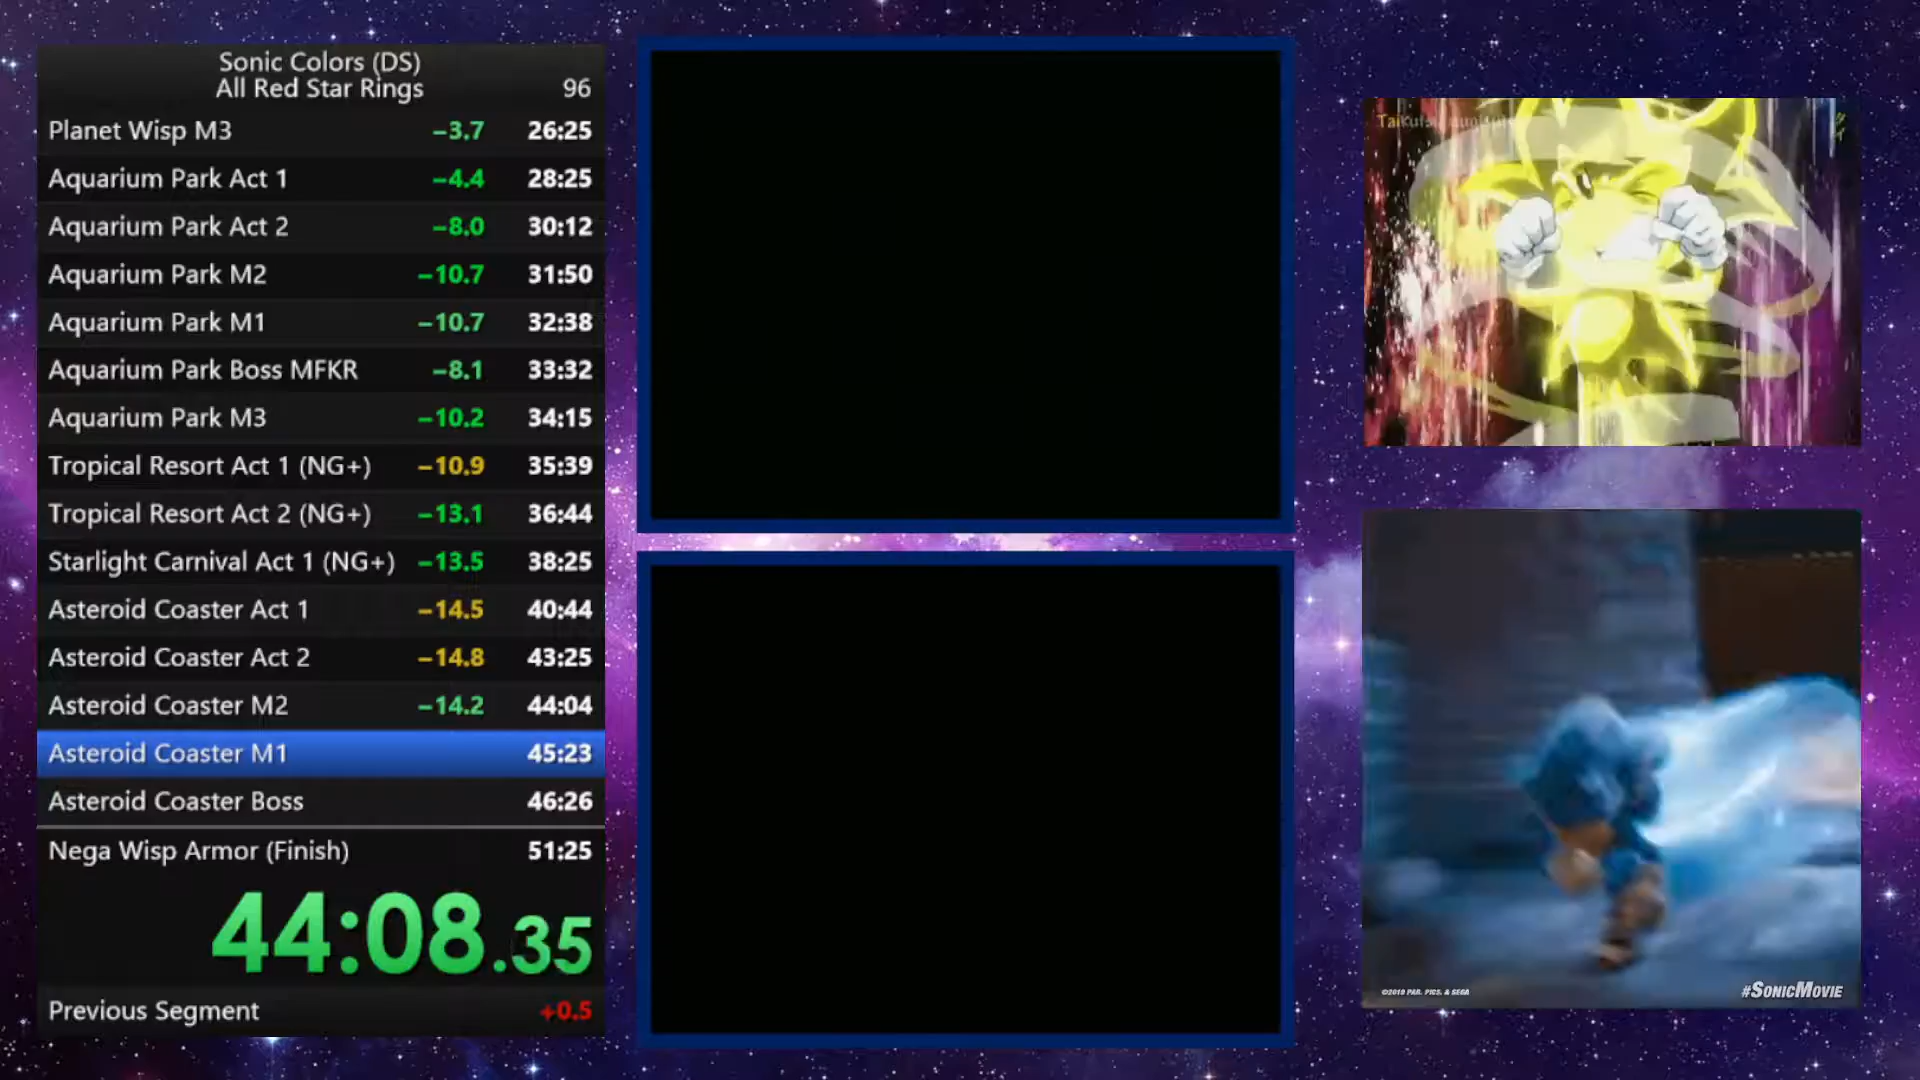 Sonic Colors (DS)
All Red Star Rings 96
Planet Wisp M3 −3.7 26:25
Aquarium Park Act 1 −4.4 28:25
Aquarium Park Act 2 −8.0 30:12
Aquarium Park M2 −10.7 31:50
Aquarium Park M1 −10.7 32:38
Aquarium Park Boss MFKR −8.1 33:32
Aquarium Park M3 −10.2 34:15
Tropical Resort Act 1 (NG+) −10.9 35:39
Tropical Resort Act 2 (NG+) −13.1 36:44
Starlight Carnival Act 1 (NG+) −13.5 38:25
Asteroid Coaster Act 1 −14.5 40:44
Asteroid Coaster Act 2 −14.8 43:25
Asteroid Coaster M2 −14.2 44:04
Asteroid Coaster M1 45:23
Asteroid Coaster Boss 46:26
Nega Wisp Armor (Finish) 51:25
44:08.35
Previous Segment +0.5
©2019 PAR. PICS. & SEGA
#SONICMOVIE